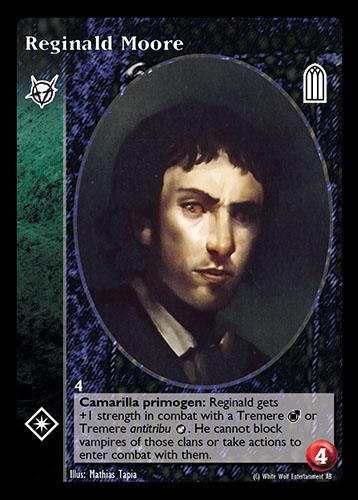 Reginald Moore
4
Camarilla primogen: Reginald gets
+1 strength in combat with a Tremere or
Tremere antitribu. He cannot block
vampires of those clans or take actions to
enter combat with them.
4
Illus: Mathias Tapia
(C) White Wolf Entertainment AB